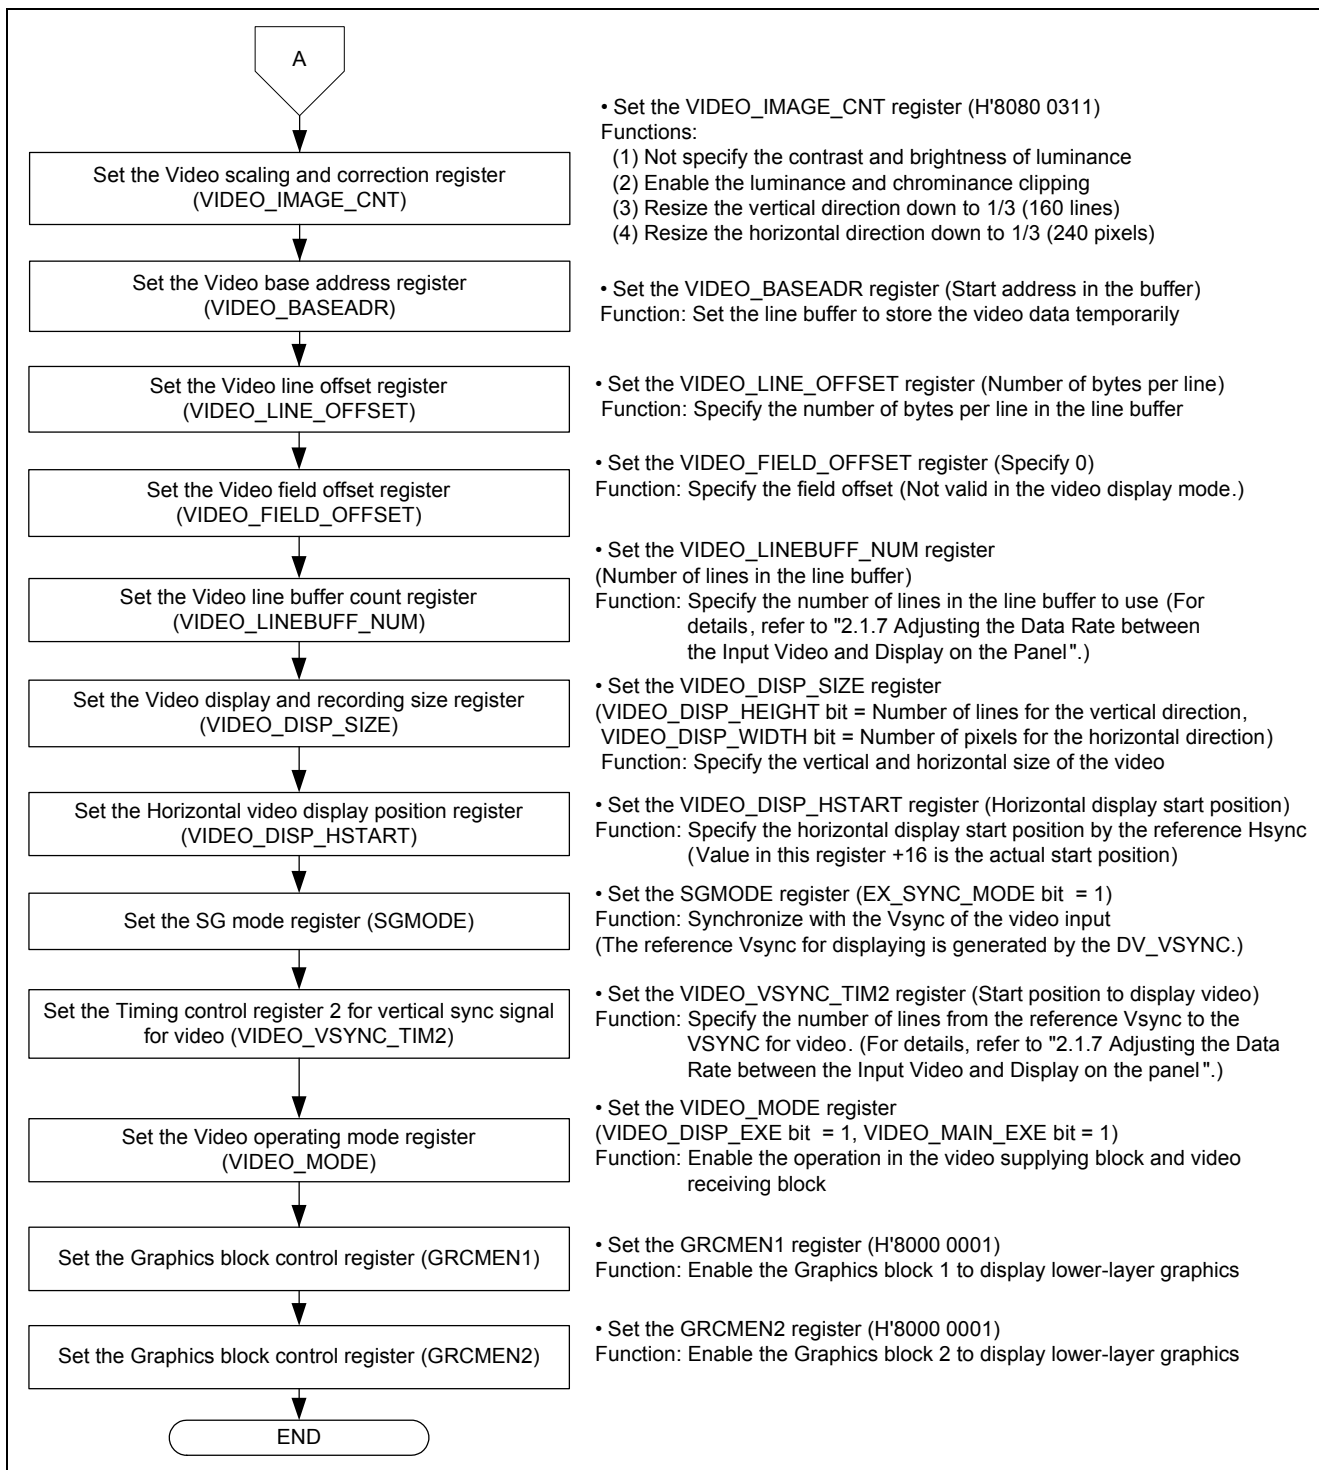 A
• Set the VIDEO_IMAGE_CNT register (H'8080 0311)
Functions:
(1) Not specify the contrast and brightness of luminance
(2) Enable the luminance and chrominance clipping
(3) Resize the vertical direction down to 1/3 (160 lines)
(4) Resize the horizontal direction down to 1/3 (240 pixels)
Set the Video scaling and correction register
(VIDEO_IMAGE_CNT)
Set the Video base address register
(VIDEO_BASEADR)
• Set the VIDEO_BASEADR register (Start address in the buffer)
Function: Set the line buffer to store the video data temporarily
Set the Video line offset register
(VIDEO_LINE_OFFSET)
• Set the VIDEO_LINE_OFFSET register (Number of bytes per line)
Function: Specify the number of bytes per line in the line buffer
Set the Video field offset register
(VIDEO_FIELD_OFFSET)
• Set the VIDEO_FIELD_OFFSET register (Specify 0)
Function: Specify the field offset (Not valid in the video display mode.)
Set the Video line buffer count register
(VIDEO_LINEBUFF_NUM)
• Set the VIDEO_LINEBUFF_NUM register
(Number of lines in the line buffer)
Function: Specify the number of lines in the line buffer to use (For
details, refer to "2.1.7 Adjusting the Data Rate between
the Input Video and Display on the Panel".)
Set the Video display and recording size register
(VIDEO_DISP_SIZE)
• Set the VIDEO_DISP_SIZE register
(VIDEO_DISP_HEIGHT bit = Number of lines for the vertical direction,
VIDEO_DISP_WIDTH bit = Number of pixels for the horizontal direction)
Function: Specify the vertical and horizontal size of the video
Set the Horizontal video display position register
(VIDEO_DISP_HSTART)
• Set the VIDEO_DISP_HSTART register (Horizontal display start position)
Function: Specify the horizontal display start position by the reference Hsync
(Value in this register +16 is the actual start position)
Set the SG mode register (SGMODE)
• Set the SGMODE register (EX_SYNC_MODE bit = 1)
Function: Synchronize with the Vsync of the video input
(The reference Vsync for displaying is generated by the DV_VSYNC.)
Set the Timing control register 2 for vertical sync signal
for video (VIDEO_VSYNC_TIM2)
• Set the VIDEO_VSYNC_TIM2 register (Start position to display video)
Function: Specify the number of lines from the reference Vsync to the
VSYNC for video. (For details, refer to "2.1.7 Adjusting the Data
Rate between the Input Video and Display on the panel".)
Set the Video operating mode register
(VIDEO_MODE)
• Set the VIDEO_MODE register
(VIDEO_DISP_EXE bit = 1, VIDEO_MAIN_EXE bit = 1)
Function: Enable the operation in the video supplying block and video
receiving block
Set the Graphics block control register (GRCMEN1)
• Set the GRCMEN1 register (H'8000 0001)
Function: Enable the Graphics block 1 to display lower-layer graphics
Set the Graphics block control register (GRCMEN2)
• Set the GRCMEN2 register (H'8000 0001)
Function: Enable the Graphics block 2 to display lower-layer graphics
END